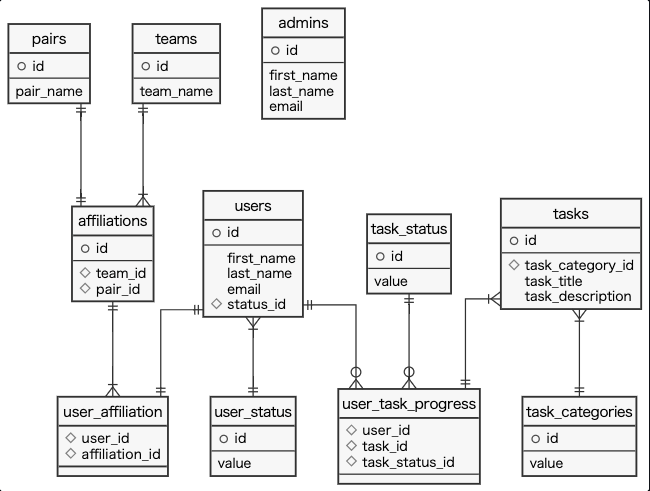 pairs
id
pair_name
teams
id
team_name
admins
id
first_name
last_name
email
affiliations
id
team_id
pair_id
users
id
first_name
last_name
email
status_id
task_status
id
value
tasks
id
task_category_id
task_title
task_description
user_affiliation
user_id
affiliation_id
user_status
id
value
user_task_progress
user_id
task_id
task_status_id
task_categories
id
value